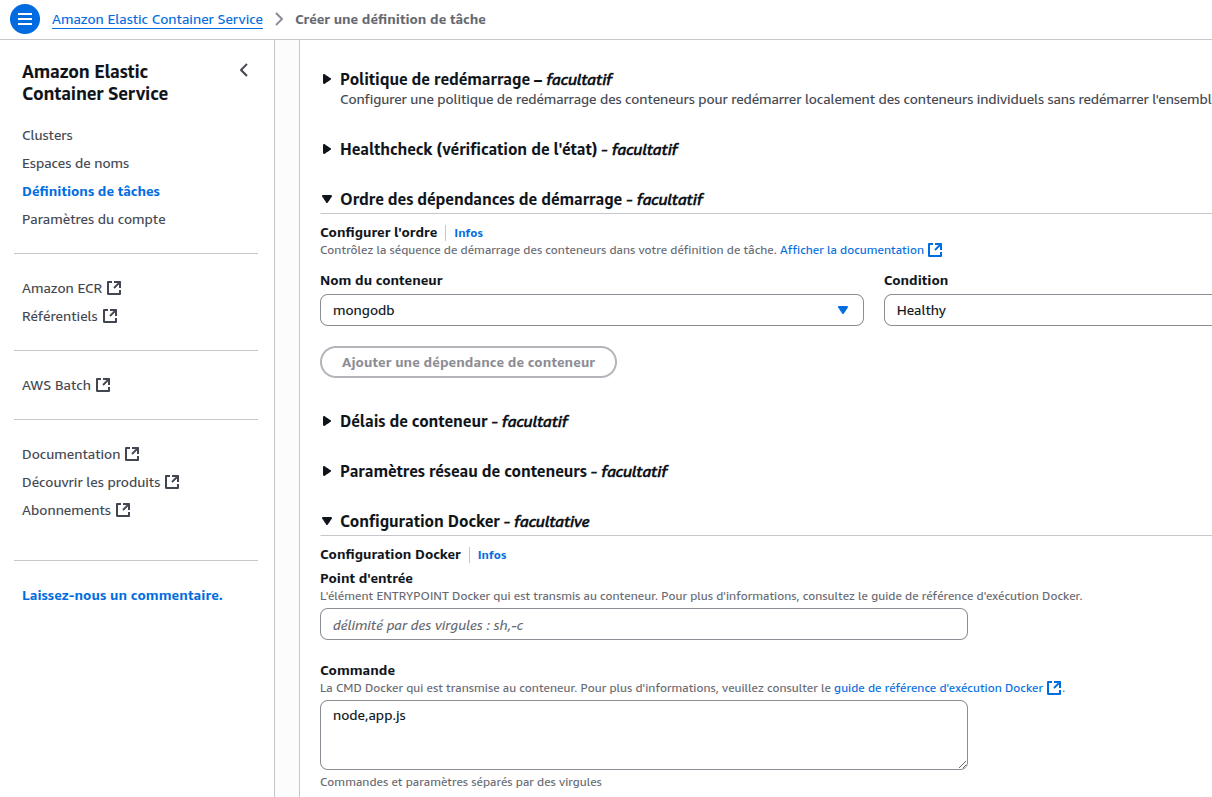 Amazon Elastic Container Service > Créer une définition de tâche
Amazon Elastic
Container Service
Clusters
Espaces de noms
Définitions de tâches
Paramètres du compte
Amazon ECR
Référentiels
AWS Batch
Documentation
Découvrir les produits
Abonnements
Laissez-nous un commentaire.
Politique de redémarrage – facultatif
Configurer une politique de redémarrage des conteneurs pour redémarrer localement des conteneurs individuels sans redémarrer l'ensembl
Healthcheck (vérification de l'état) - facultatif
Ordre des dépendances de démarrage - facultatif
Configurer l'ordre Infos
Contrôlez la séquence de démarrage des conteneurs dans votre définition de tâche. Afficher la documentation
Nom du conteneur Condition
mongodb Healthy
Ajouter une dépendance de conteneur
Délais de conteneur - facultatif
Paramètres réseau de conteneurs - facultatif
Configuration Docker - facultative
Configuration Docker Infos
Point d'entrée
L'élément ENTRYPOINT Docker qui est transmis au conteneur. Pour plus d'informations, consultez le guide de référence d'exécution Docker.
délimité par des virgules : sh,-c
Commande
La CMD Docker qui est transmise au conteneur. Pour plus d'informations, veuillez consulter le guide de référence d'exécution Docker .
node,app.js
Commandes et paramètres séparés par des virgules